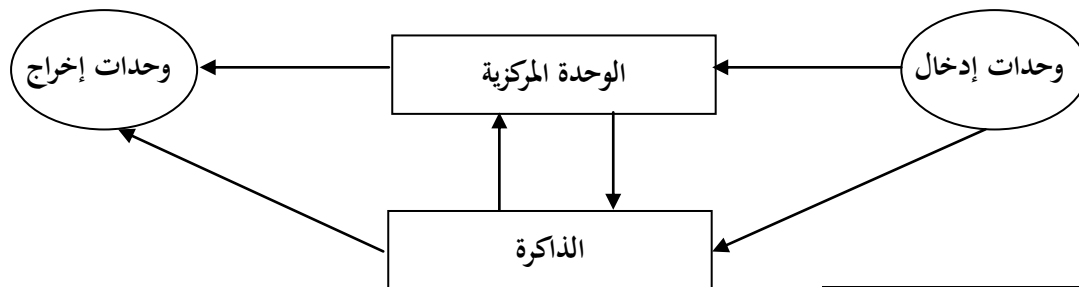 وحدات إدخال
الوحدة المركزية
وحدات إخراج
الذاكرة